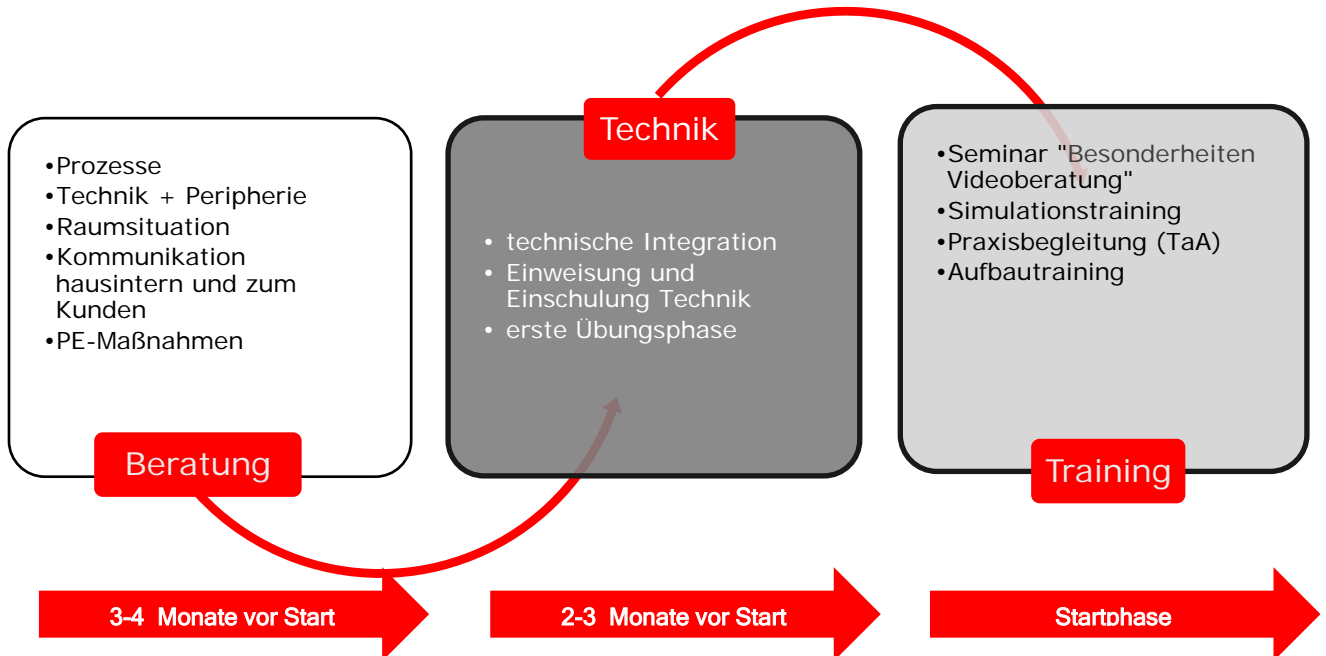 •Prozesse
•Technik + Peripherie
•Raumsituation
•Kommunikation
hausintern und zum
Kunden
•PE-Maßnahmen
Beratung
Technik
• technische Integration
• Einweisung und
Einschulung Technik
• erste Übungsphase
•Seminar "Besonderheiten
Videoberatung"
•Simulationstraining
•Praxisbegleitung (TaA)
•Aufbautraining
Training
3-4 Monate vor Start
2-3 Monate vor Start
Startphase